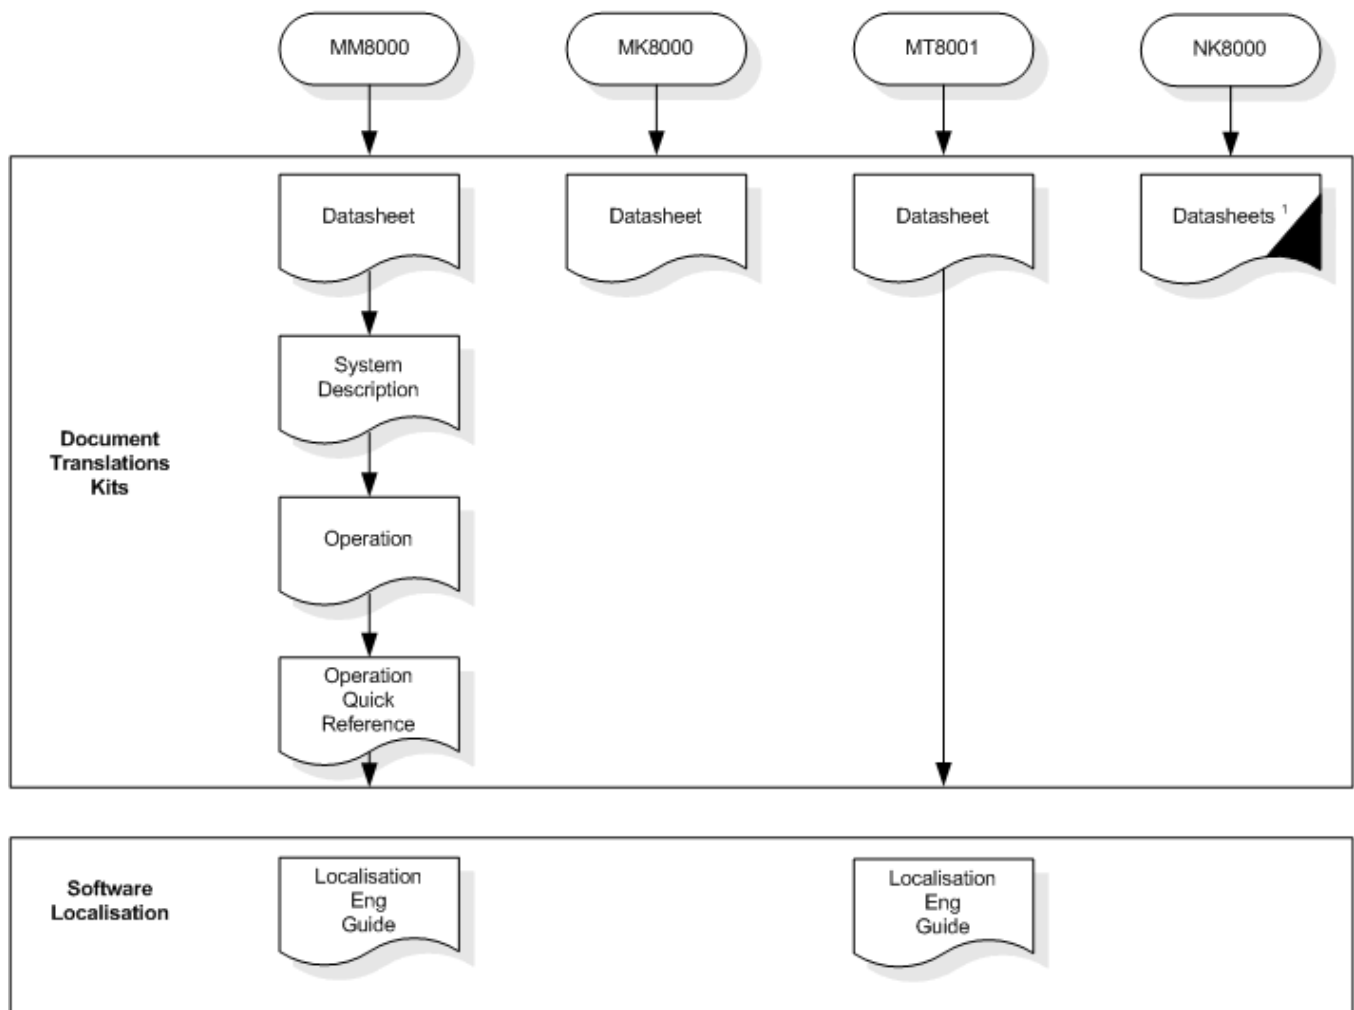 MM8000
MK8000
MT8001
NK8000
Datasheet
Datasheet
Datasheet
Datasheets 1
System
Description
Document
Translations
Kits
Operation
Operation
Quick
Reference
Software
Localisation
Localisation
Eng
Guide
Localisation
Eng
Guide